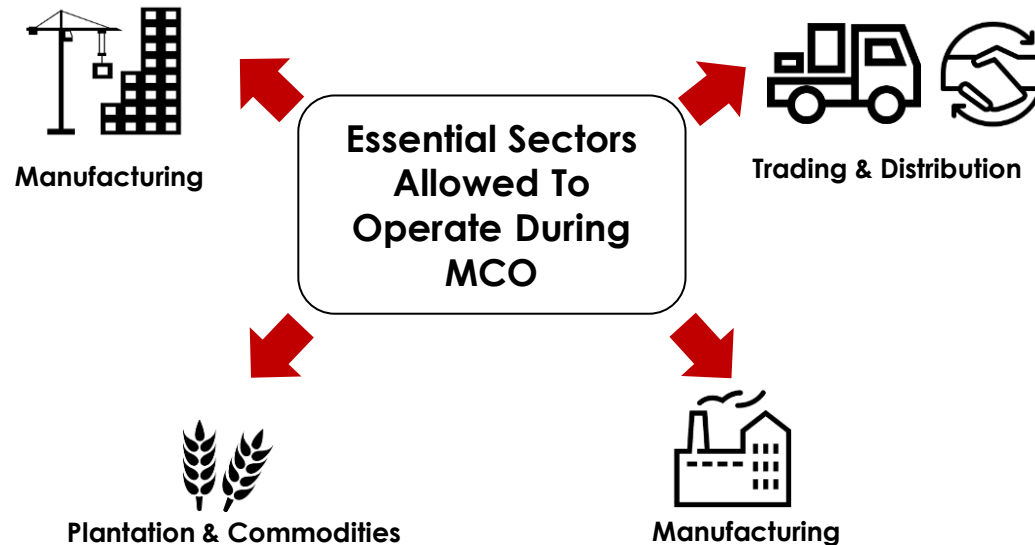 Essential Sectors
Allowed To
Operate During
MCO
Manufacturing
Trading & Distribution
Plantation & Commodities
Manufacturing